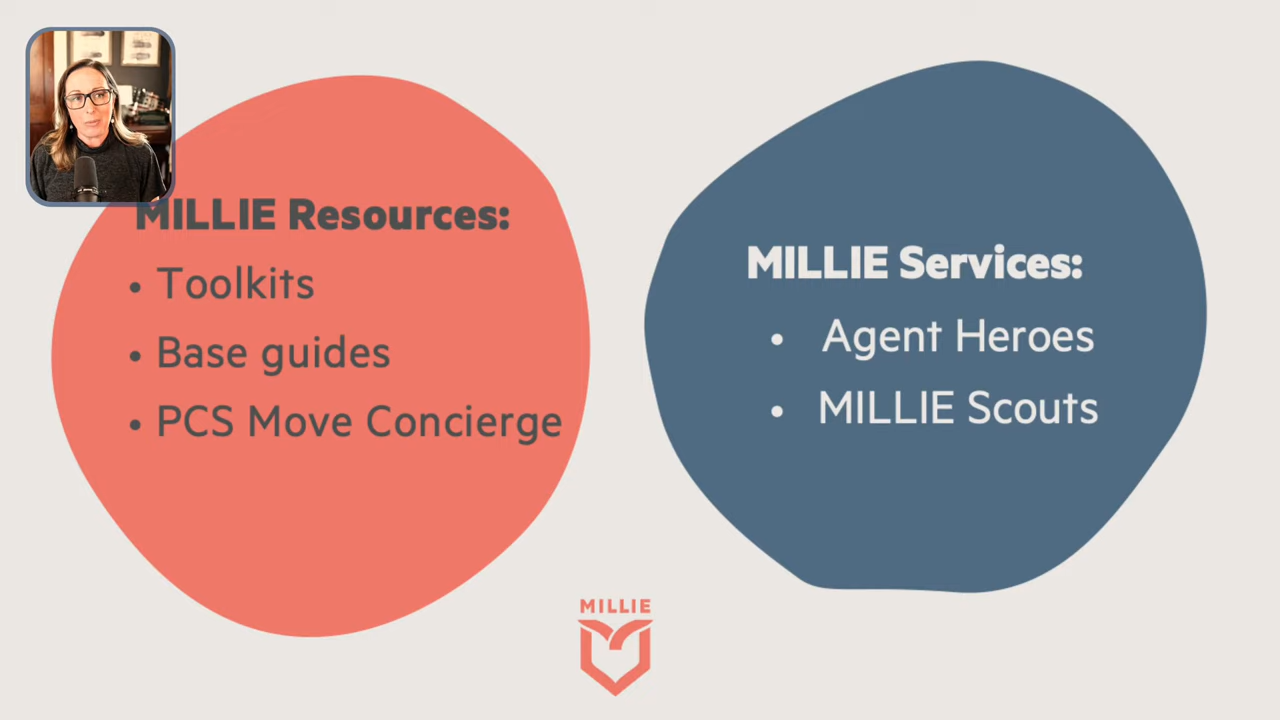 MILLIE Resources:
• Toolkits
• Base guides
• PCS Move Concierge
MILLIE Services:
• Agent Heroes
• MILLIE Scouts
MILLIE